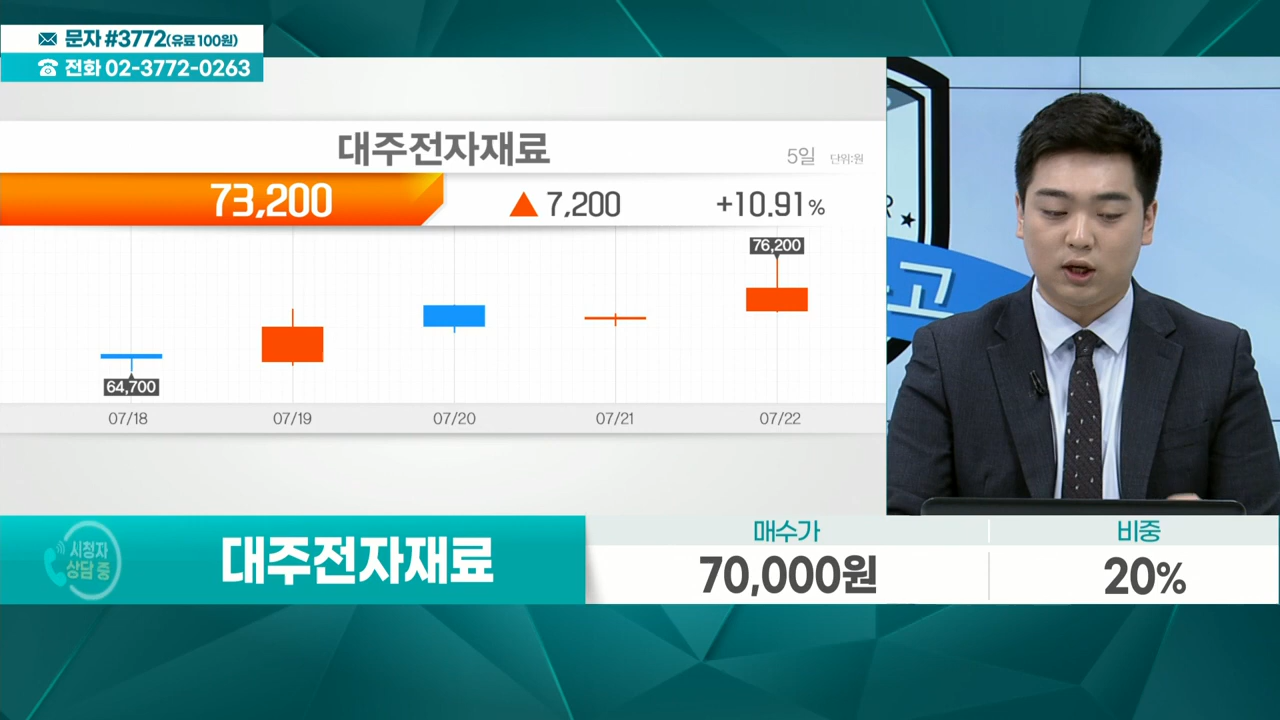 문자 #3772(유료 100원)
전화 02-3772-0263
대주전자재료
5일 단위:원
73,200 ▲ 7,200 +10.91%
76,200
64,700
07/18 07/19 07/20 07/21 07/22
R ★
고
시청자
상담 중
대주전자재료
매수가 비중
70,000원 20%